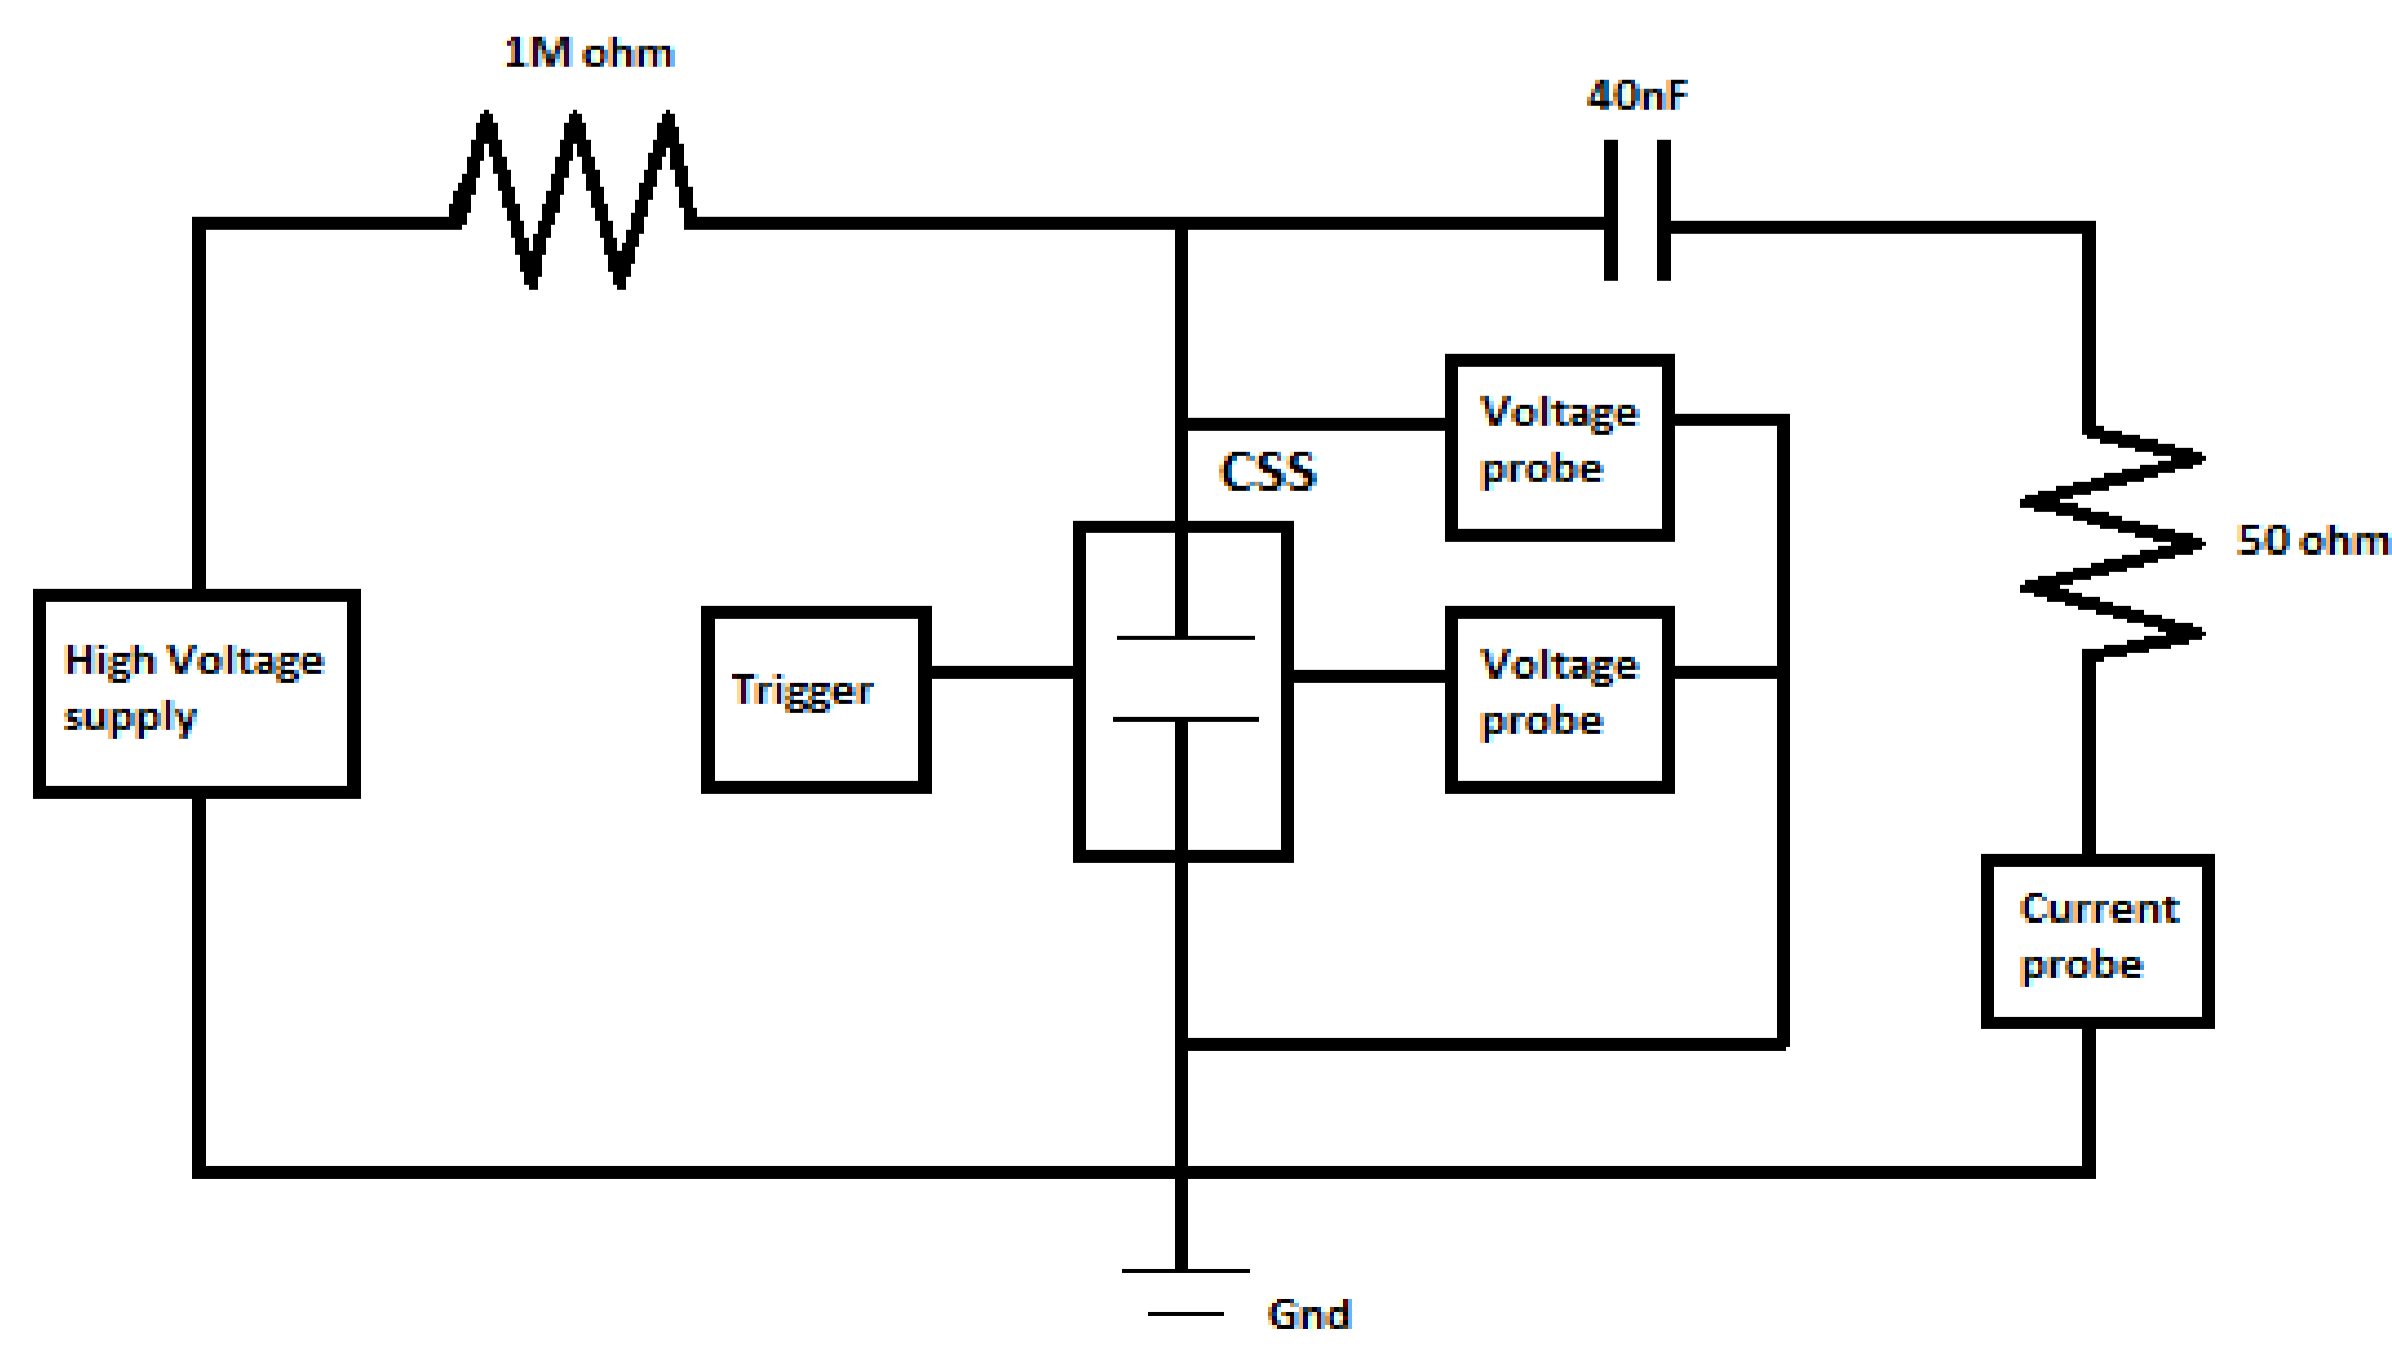 1M ohm
40nF
Voltage
probe
CSS
50 ohm
High Voltage
supply
Trigger
Voltage
probe
Current
probe
Gnd